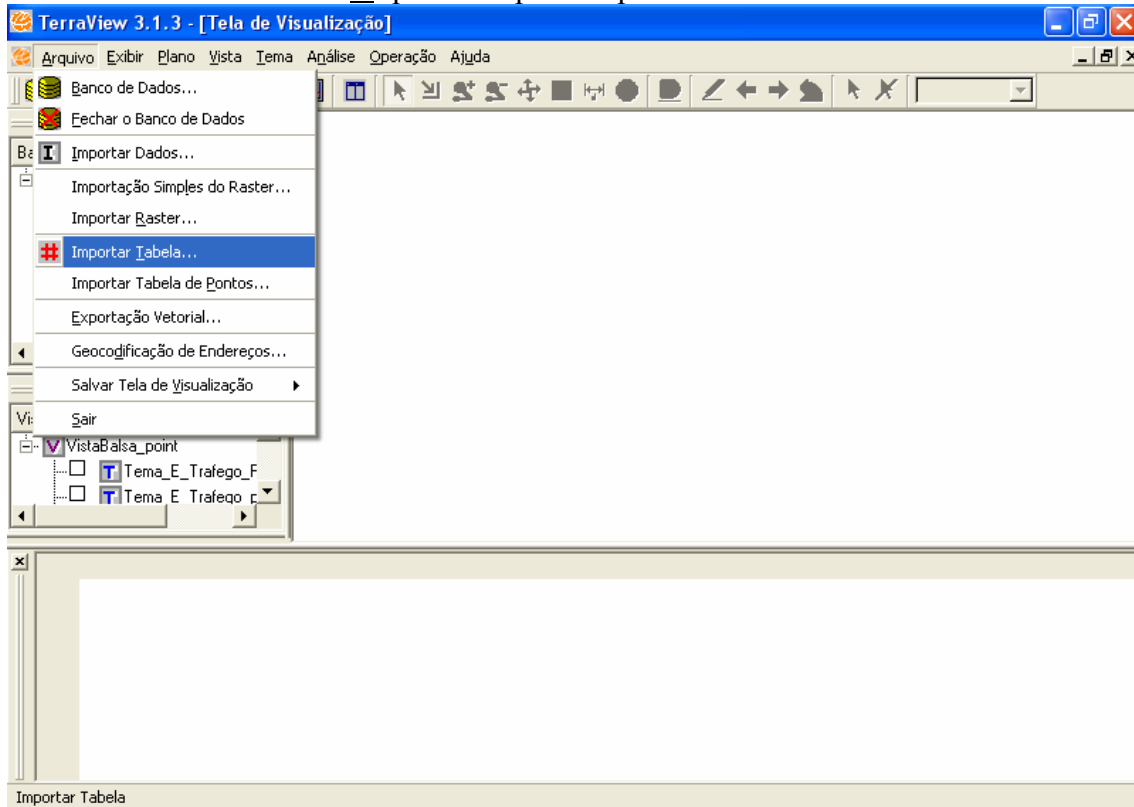 TerraView 3.1.3 - [Tela de Visualização]
Arquivo Exibir Plano Vista Tema Análise Operação Ajuda
Banco de Dados...
Fechar o Banco de Dados
Importar Dados...
Importação Simples do Raster...
Importar Raster...
Importar Tabela...
Importar Tabela de Pontos...
Exportação Vetorial...
Geocodificação de Endereços...
Salvar Tela de Visualização
Sair
VistaBalsa_point
Tema_E_Trafego_F
Tema_E_Trafego_p
Importar Tabela